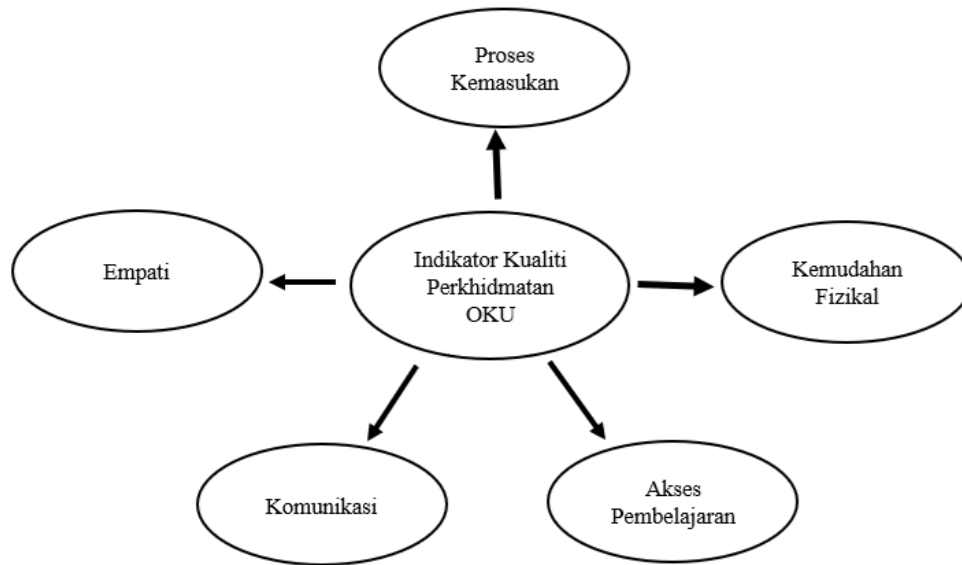 Proses
Kemasukan
Empati
Indikator Kualiti
Perkhidmatan
OKU
Kemudahan
Fizikal
Komunikasi
Akses
Pembelajaran